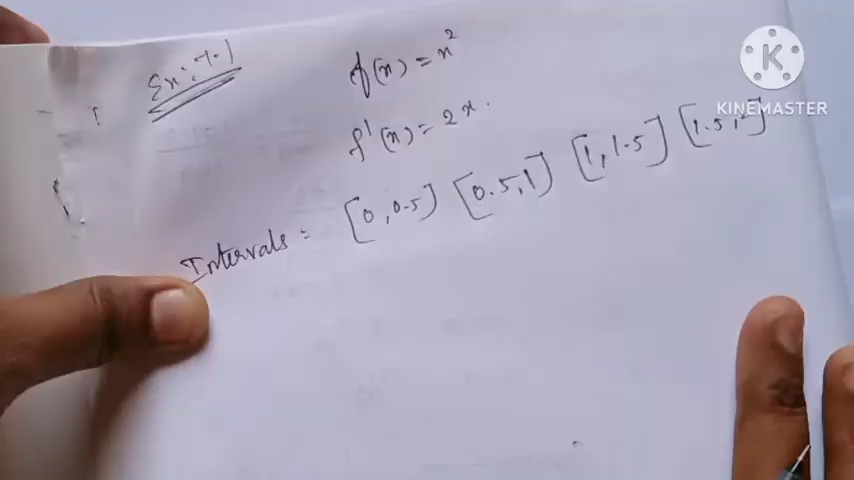 Ex: 7.1
f(x) = x²
f'(x) = 2x.
Intervals = [0, 0.5] [0.5, 1] [1, 1.5] [1.5, 2]
K
KINEMASTER